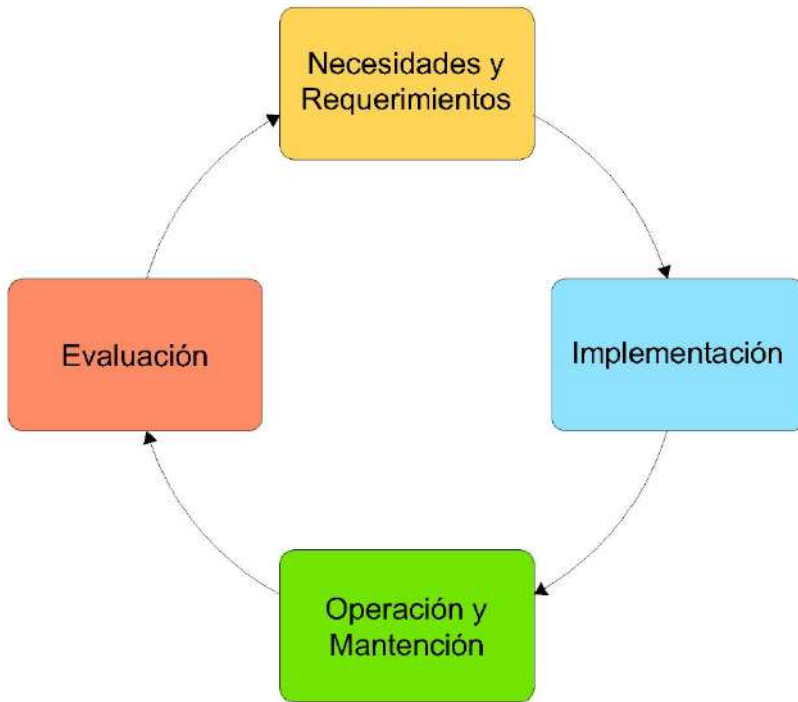 Necesidades y
Requerimientos
Evaluación
Implementación
Operación y
Mantención